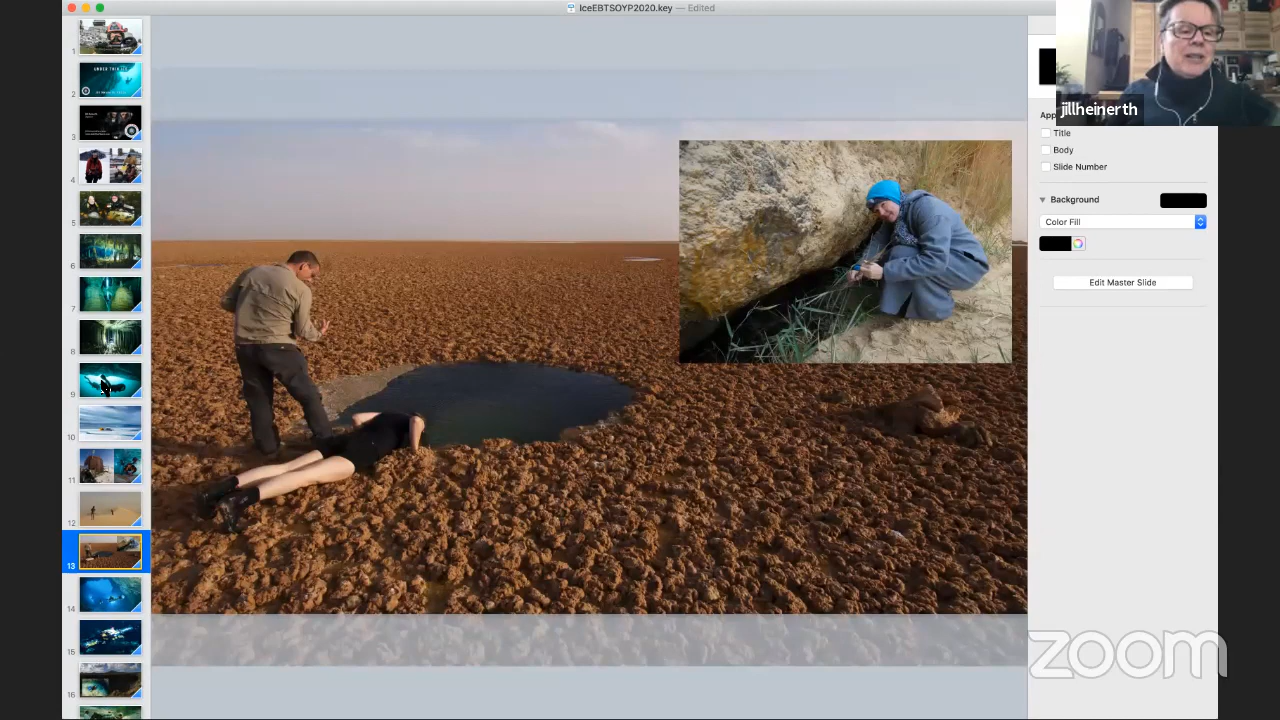 IceEBTSOYP2020.key — Edited
jillheinerth
Title
Body
Slide Number
Background
Color Fill
Edit Master Slide
1
2
UNDER THIN ICE
3
4
5
6
7
8
9
10
11
12
13
14
15
16
zoom